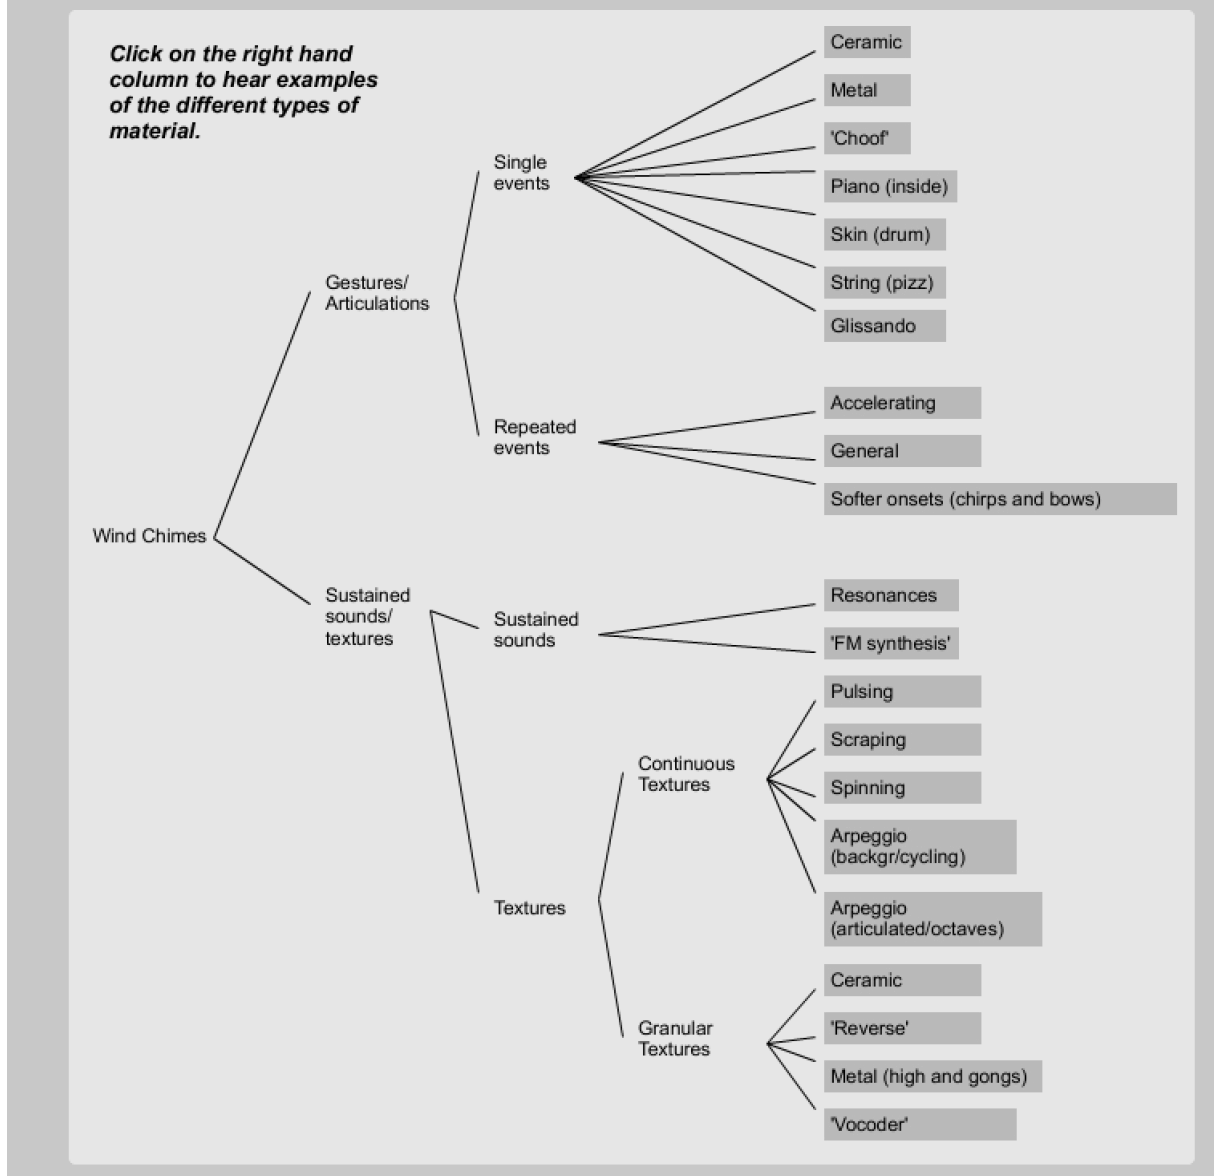 Click on the right hand
column to hear examples
of the different types of
material.
Ceramic
Metal
'Choof'
Single
events
Piano (inside)
Skin (drum)
String (pizz)
Glissando
Gestures/
Articulations
Accelerating
Repeated
events
General
Softer onsets (chirps and bows)
Wind Chimes
Sustained
sounds/
textures
Sustained
sounds
Resonances
'FM synthesis'
Pulsing
Scraping
Continuous
Textures
Spinning
Arpeggio
(backgr/cycling)
Textures
Arpeggio
(articulated/octaves)
Ceramic
'Reverse'
Granular
Textures
Metal (high and gongs)
'Vocoder'